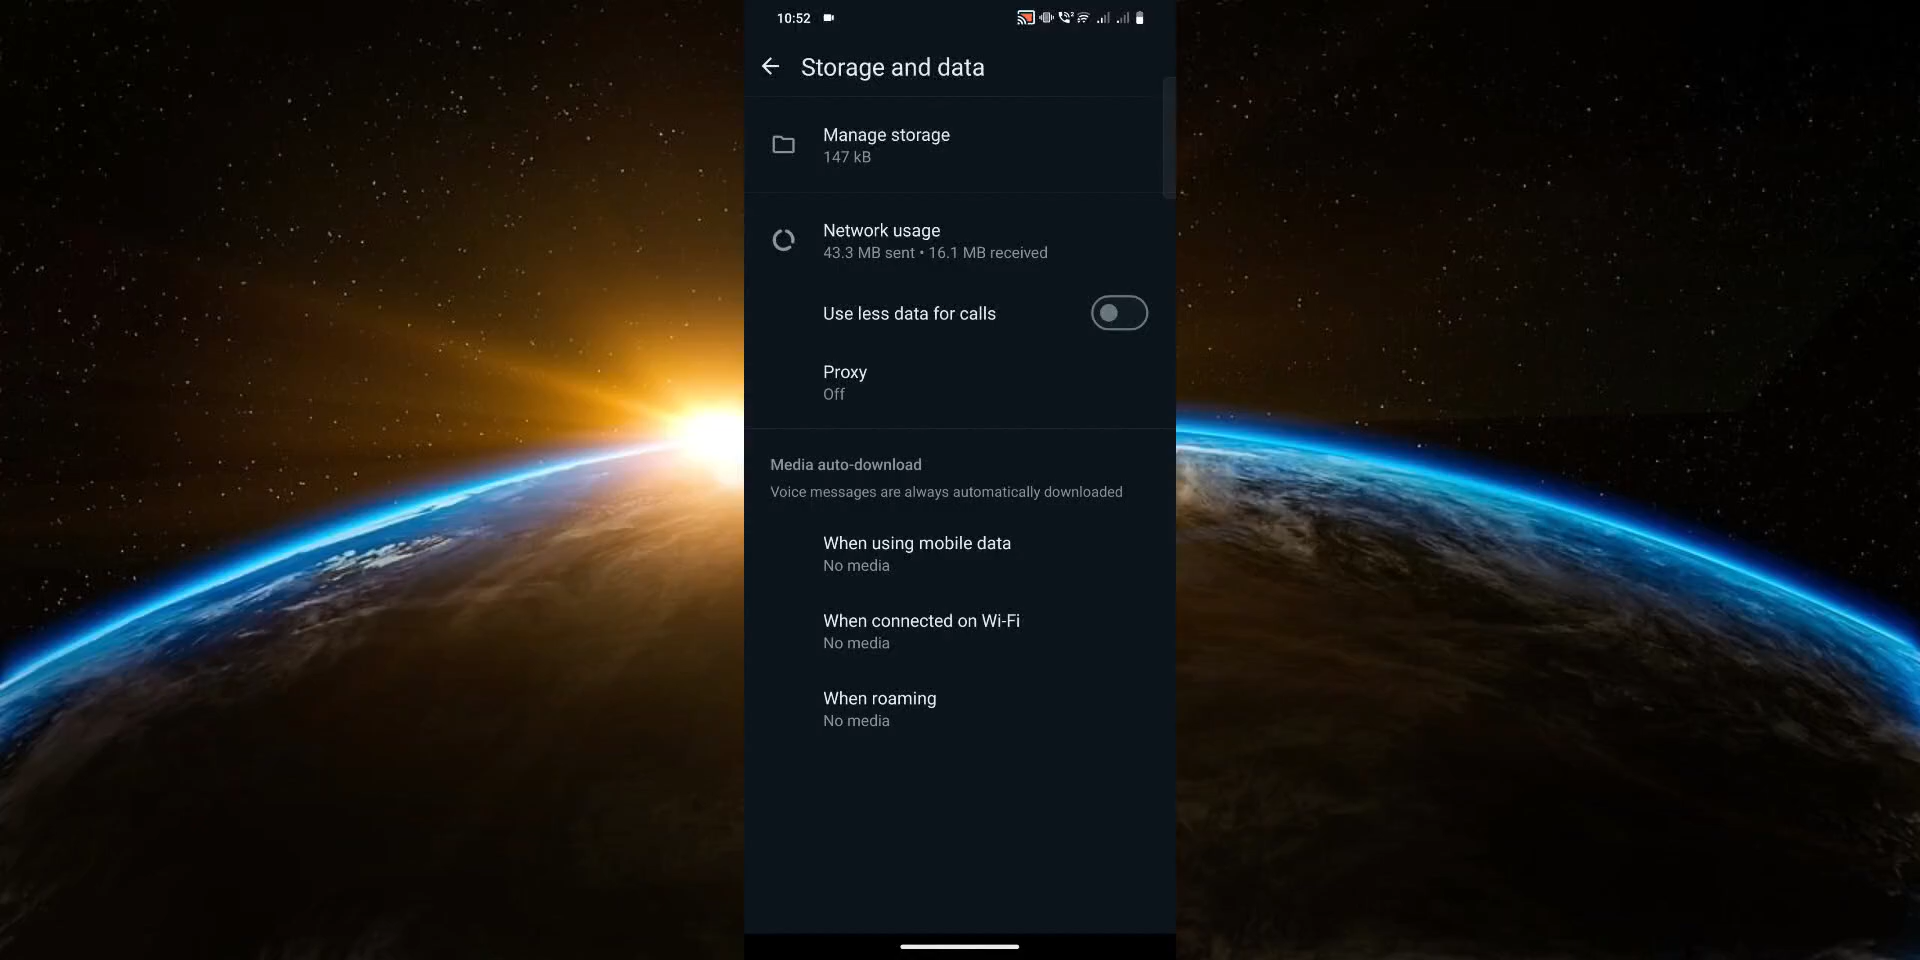 10:52
Storage and data
Manage storage
147 kB
Network usage
43.3 MB sent • 16.1 MB received
Use less data for calls
Proxy
Off
Media auto-download
Voice messages are always automatically downloaded
When using mobile data
No media
When connected on Wi-Fi
No media
When roaming
No media